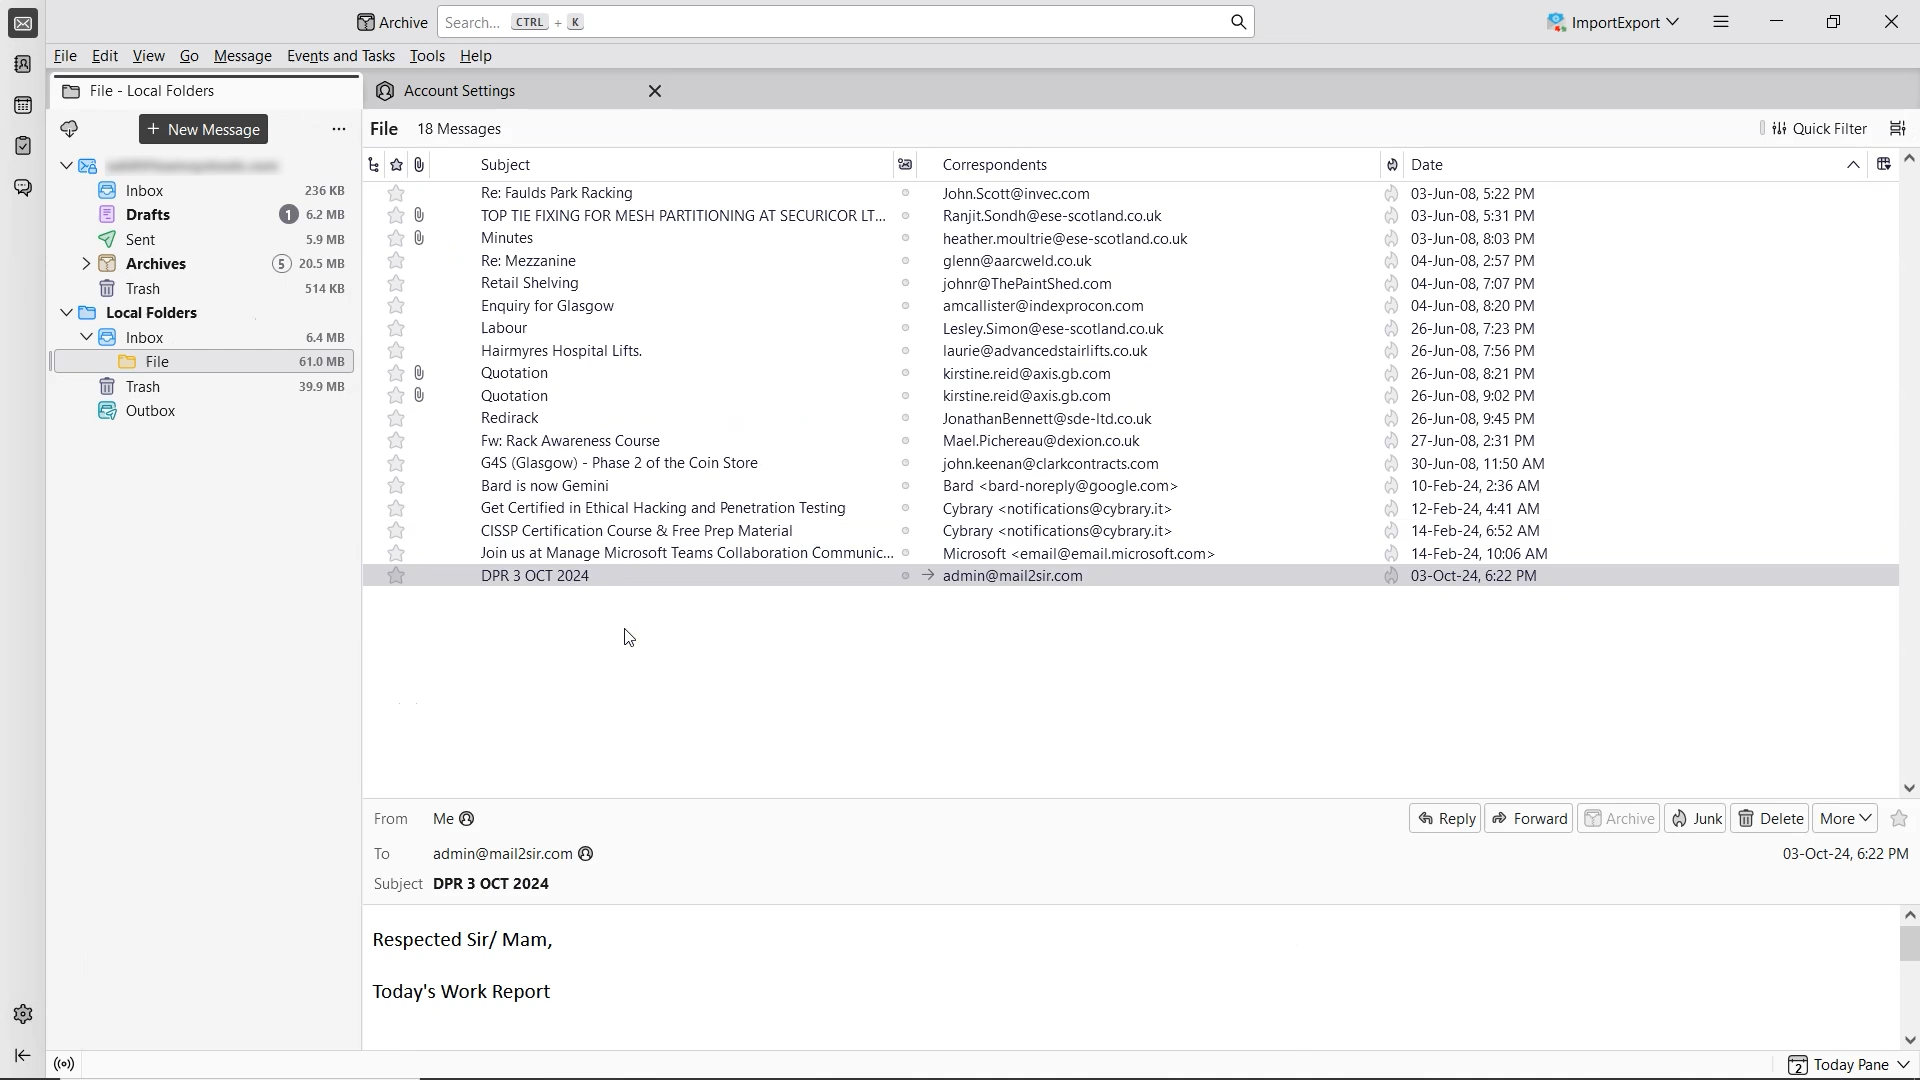 Archive Search... CTRL + K ImportExport
File Edit View Go Message Events and Tasks Tools Help
File - Local Folders Account Settings
+ New Message ...
File 18 Messages Quick Filter
Subject Correspondents Date
Inbox 236 KB
Drafts 1 6.2 MB
Sent 5.9 MB
Archives 5 20.5 MB
Trash 514 KB
Local Folders
Inbox 6.4 MB
File 61.0 MB
Trash 39.9 MB
Outbox
Re: Faulds Park Racking John.Scott@invec.com 03-Jun-08, 5:22 PM
TOP TIE FIXING FOR MESH PARTITIONING AT SECURICOR LT... Ranjit.Sondh@ese-scotland.co.uk 03-Jun-08, 5:31 PM
Minutes heather.moultrie@ese-scotland.co.uk 03-Jun-08, 8:03 PM
Re: Mezzanine glenn@aarcweld.co.uk 04-Jun-08, 2:57 PM
Retail Shelving johnr@ThePaintShed.com 04-Jun-08, 7:07 PM
Enquiry for Glasgow amcallister@indexprocon.com 04-Jun-08, 8:20 PM
Labour Lesley.Simon@ese-scotland.co.uk 26-Jun-08, 7:23 PM
Hairmyres Hospital Lifts. laurie@advancedstairlifts.co.uk 26-Jun-08, 7:56 PM
Quotation kirstine.reid@axis.gb.com 26-Jun-08, 8:21 PM
Quotation kirstine.reid@axis.gb.com 26-Jun-08, 9:02 PM
Redirack JonathanBennett@sde-ltd.co.uk 26-Jun-08, 9:45 PM
Fw: Rack Awareness Course Mael.Pichereau@dexion.co.uk 27-Jun-08, 2:31 PM
G4S (Glasgow) - Phase 2 of the Coin Store john.keenan@clarkcontracts.com 30-Jun-08, 11:50 AM
Bard is now Gemini Bard <bard-noreply@google.com> 10-Feb-24, 2:36 AM
Get Certified in Ethical Hacking and Penetration Testing Cybrary <notifications@cybrary.it> 12-Feb-24, 4:41 AM
CISSP Certification Course & Free Prep Material Cybrary <notifications@cybrary.it> 14-Feb-24, 6:52 AM
Join us at Manage Microsoft Teams Collaboration Communic... Microsoft <email@email.microsoft.com> 14-Feb-24, 10:06 AM
DPR 3 OCT 2024 → admin@mail2sir.com 03-Oct-24, 6:22 PM
From Me Reply Forward Archive Junk Delete More
To admin@mail2sir.com 03-Oct-24, 6:22 PM
Subject DPR 3 OCT 2024
Respected Sir/ Mam,
Today's Work Report
2 Today Pane